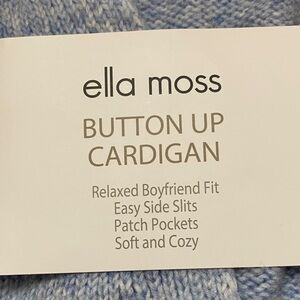 ella moss
BUTTON UP
CARDIGAN
Relaxed Boyfriend Fit
Easy Side Slits
Patch Pockets
Soft and Cozy